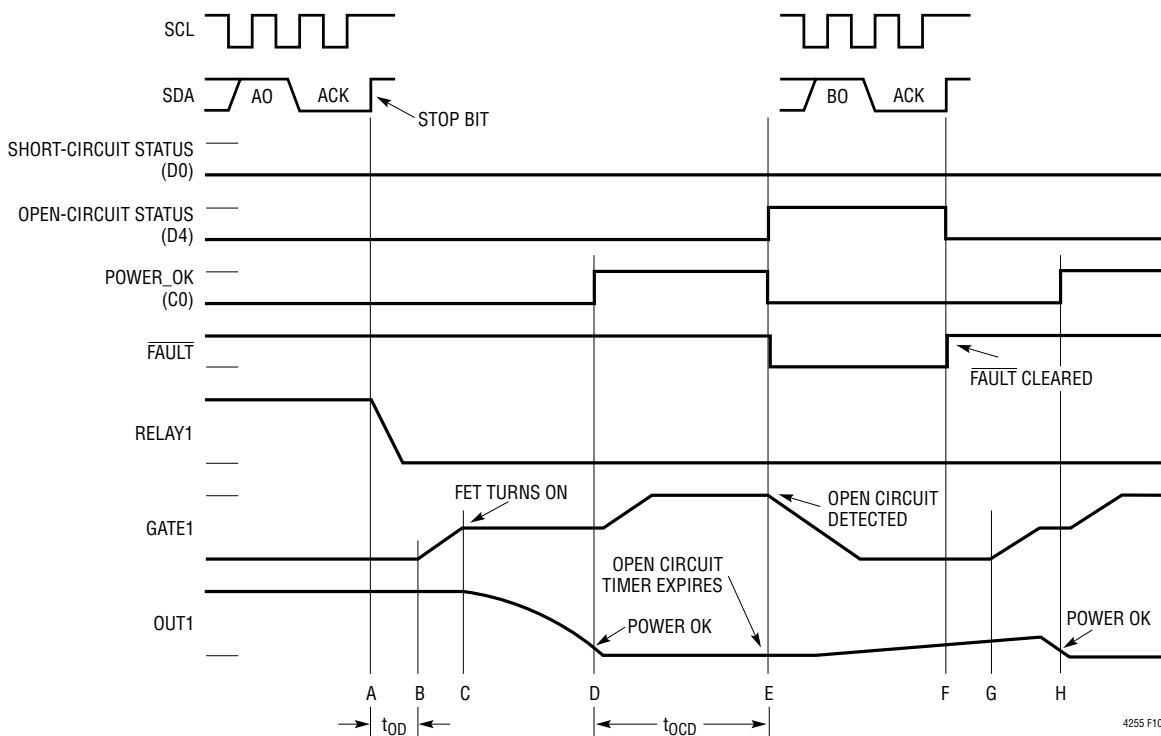 SCL
SDA
AO
ACK
STOP BIT
BO
ACK
SHORT-CIRCUIT STATUS
(D0)
OPEN-CIRCUIT STATUS
(D4)
POWER_OK
(C0)
FAULT
FAULT CLEARED
RELAY1
FET TURNS ON
GATE1
OPEN CIRCUIT
DETECTED
OPEN CIRCUIT
TIMER EXPIRES
OUT1
POWER OK
POWER OK
A B C D E F G H
tOD
tOCD
4255 F10